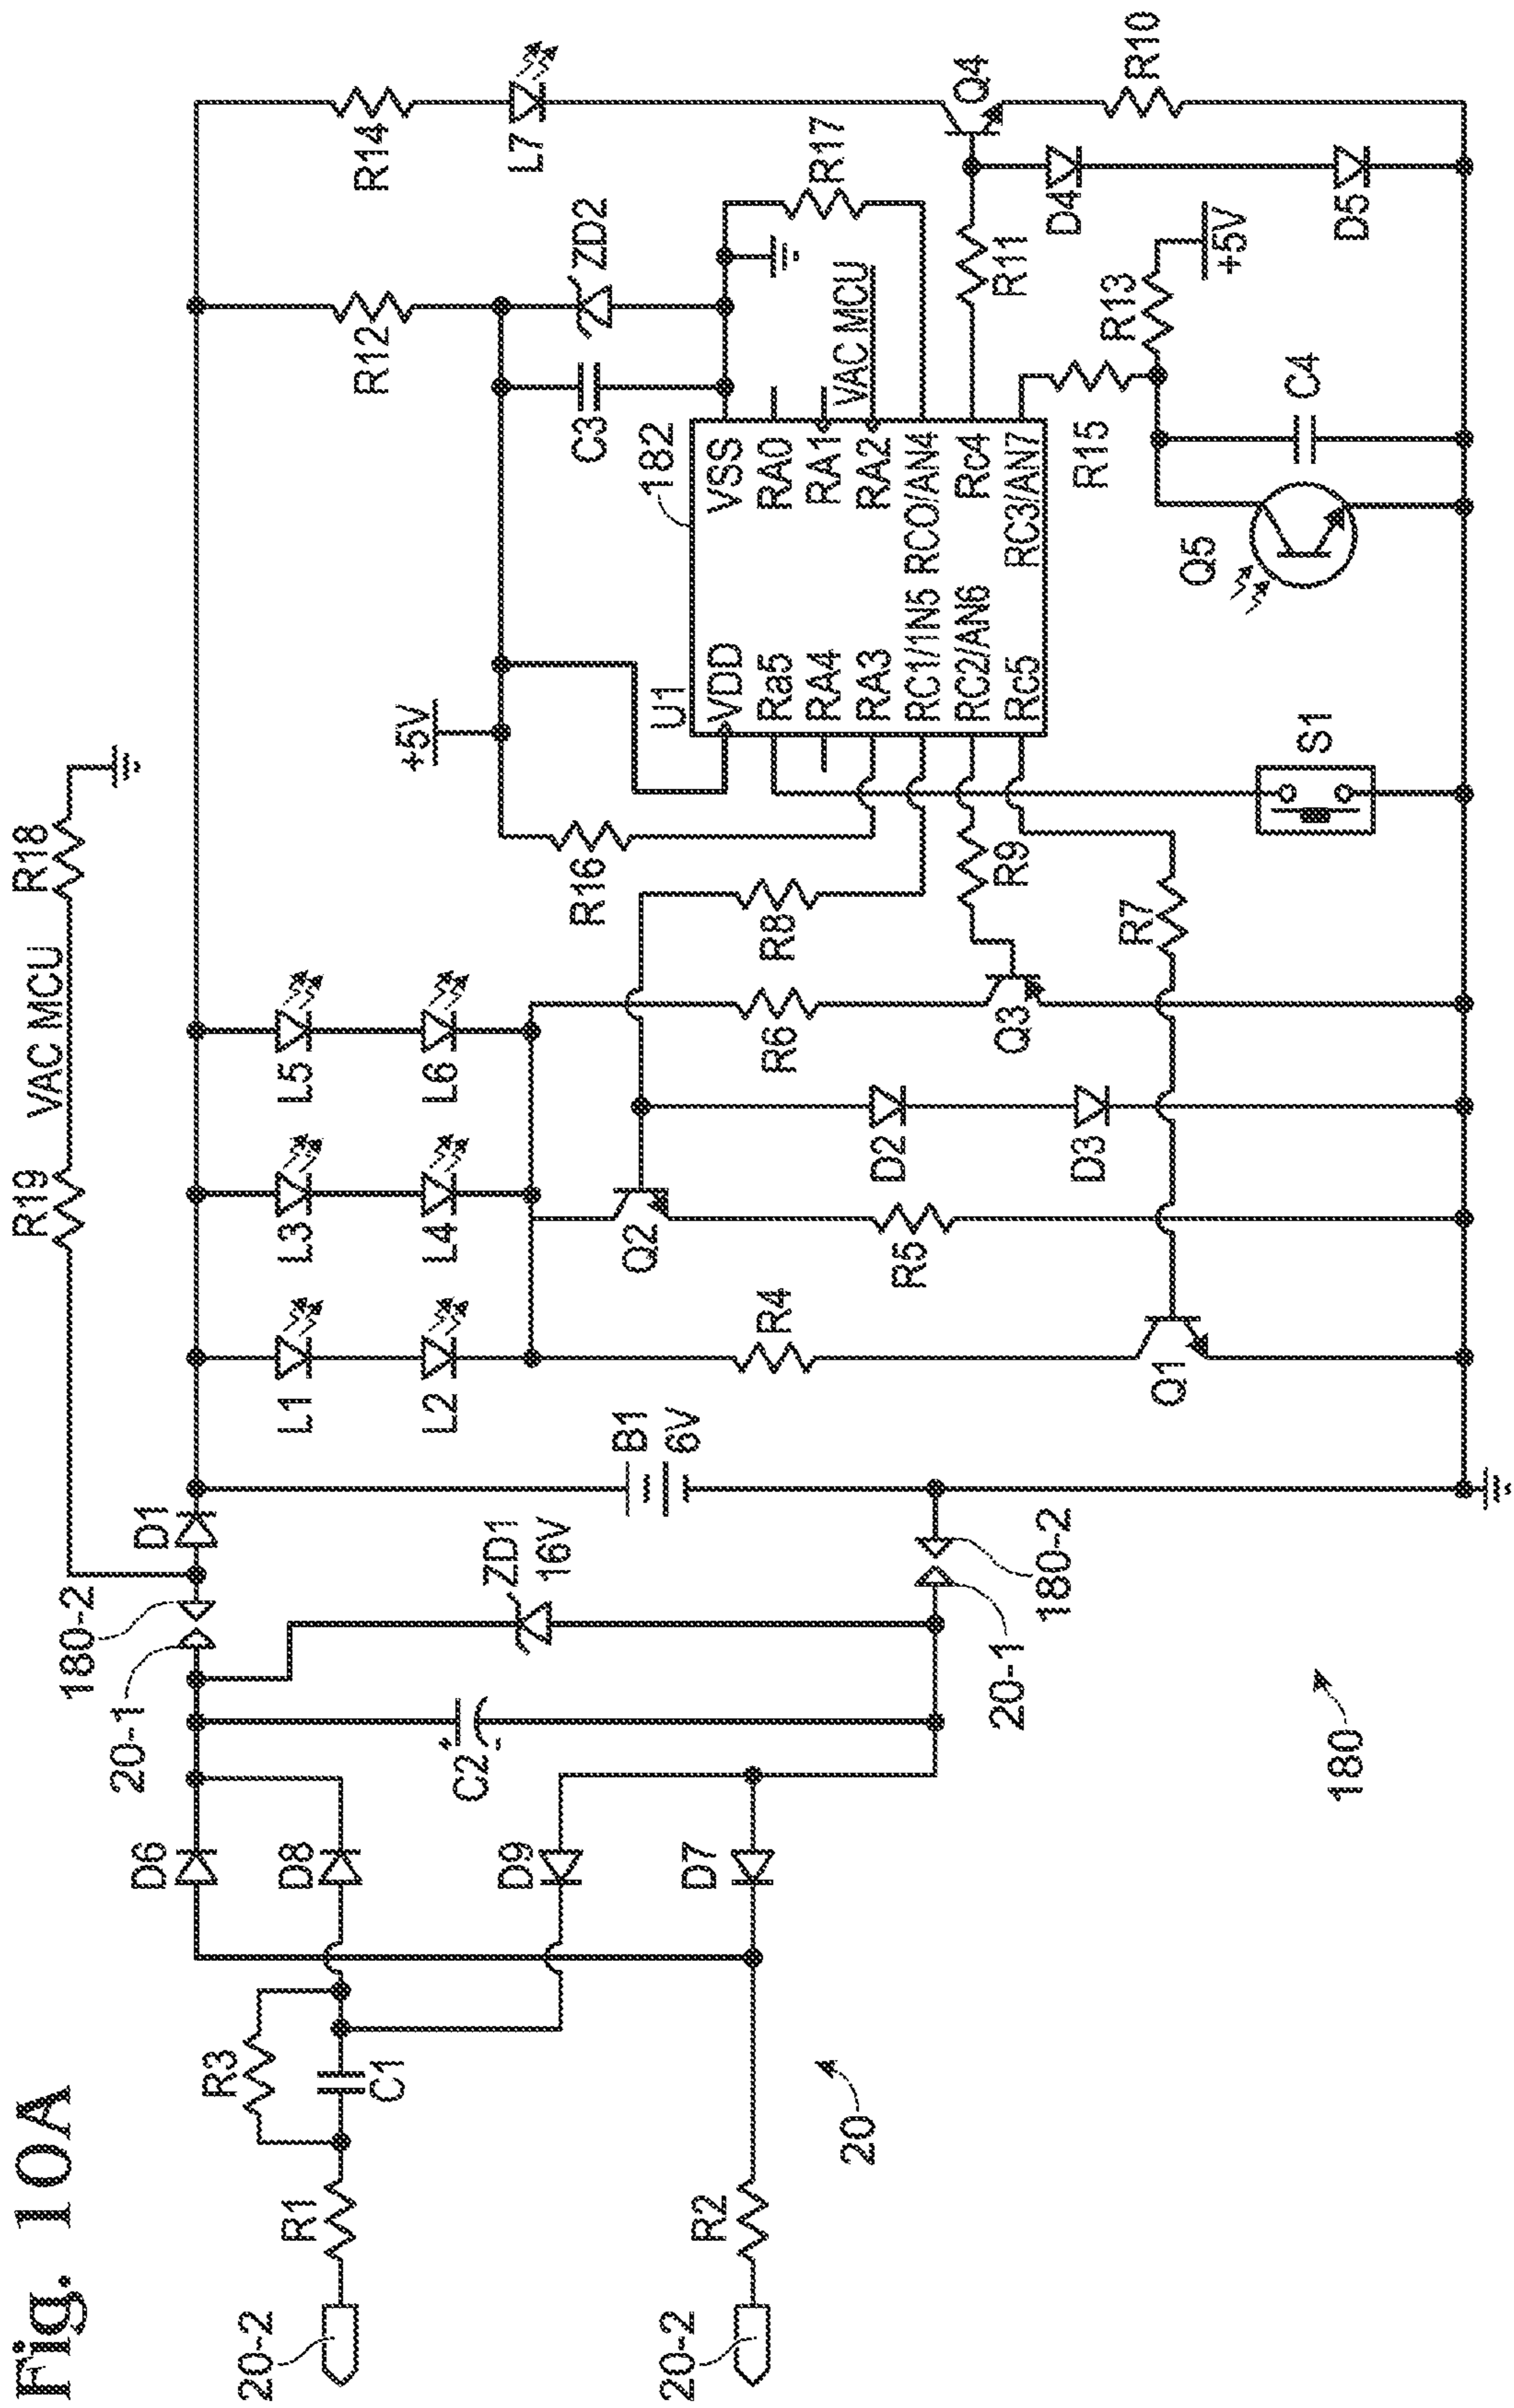 Fig. 10A
20-2
R1
R3
C1
20-2
R2
20
D6
D8
D9
D7
C2
+
-
20-1
180-2
ZD1
16V
20-1
180-2
180
D1
R19
VAC MCU
R18
B1
6V
L1
L2
L3
L4
L5
L6
R4
Q1
Q2
R5
D2
D3
R6
Q3
R8
R9
R7
R16
+5V
U1
182
VDD
Ra5
RA4
RA3
RC1/1N5
RC2/AN6
Rc5
VSS
RA0
RA1
RA2
RCO/AN4
Rc4
RC3/AN7
VAC MCU
S1
C3
ZD2
R12
R14
L7
R17
R11
Q4
R10
D4
D5
R13
+5V
R15
C4
Q5